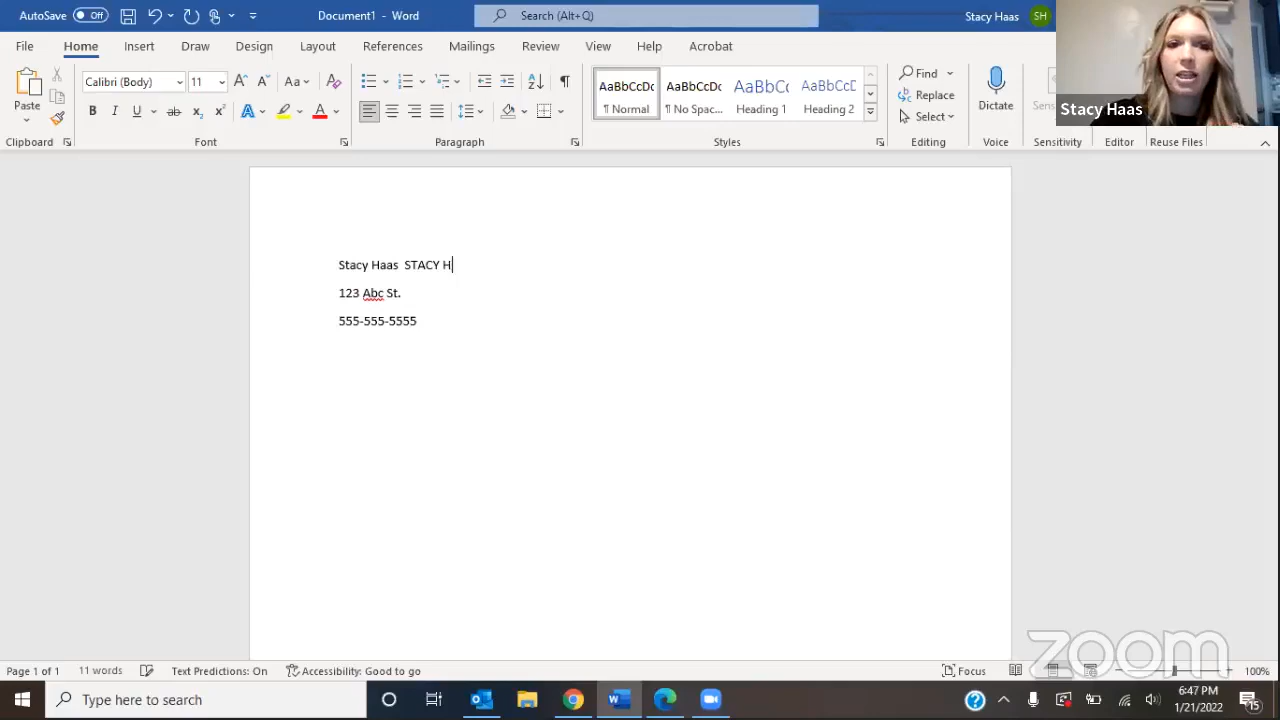 AutoSave Off Document1 - Word Search (Alt+Q) Stacy Haas SH
File Home Insert Draw Design Layout References Mailings Review View Help Acrobat
Paste Calibri (Body) 11 Aa AaBbCcDc AaBbCcDc AaBbCc AaBbCcD Find
Replace
Select
Dictate
¶ Normal ¶ No Spac... Heading 1 Heading 2
Clipboard Font Paragraph Styles Editing Voice Sensitivity Editor Reuse Files
Stacy Haas
Stacy Haas STACY H
123 Abc St.
555-555-5555
zoom
Page 1 of 1 11 words Text Predictions: On Accessibility: Good to go Focus 100%
Type here to search
6:47 PM
1/21/2022
15